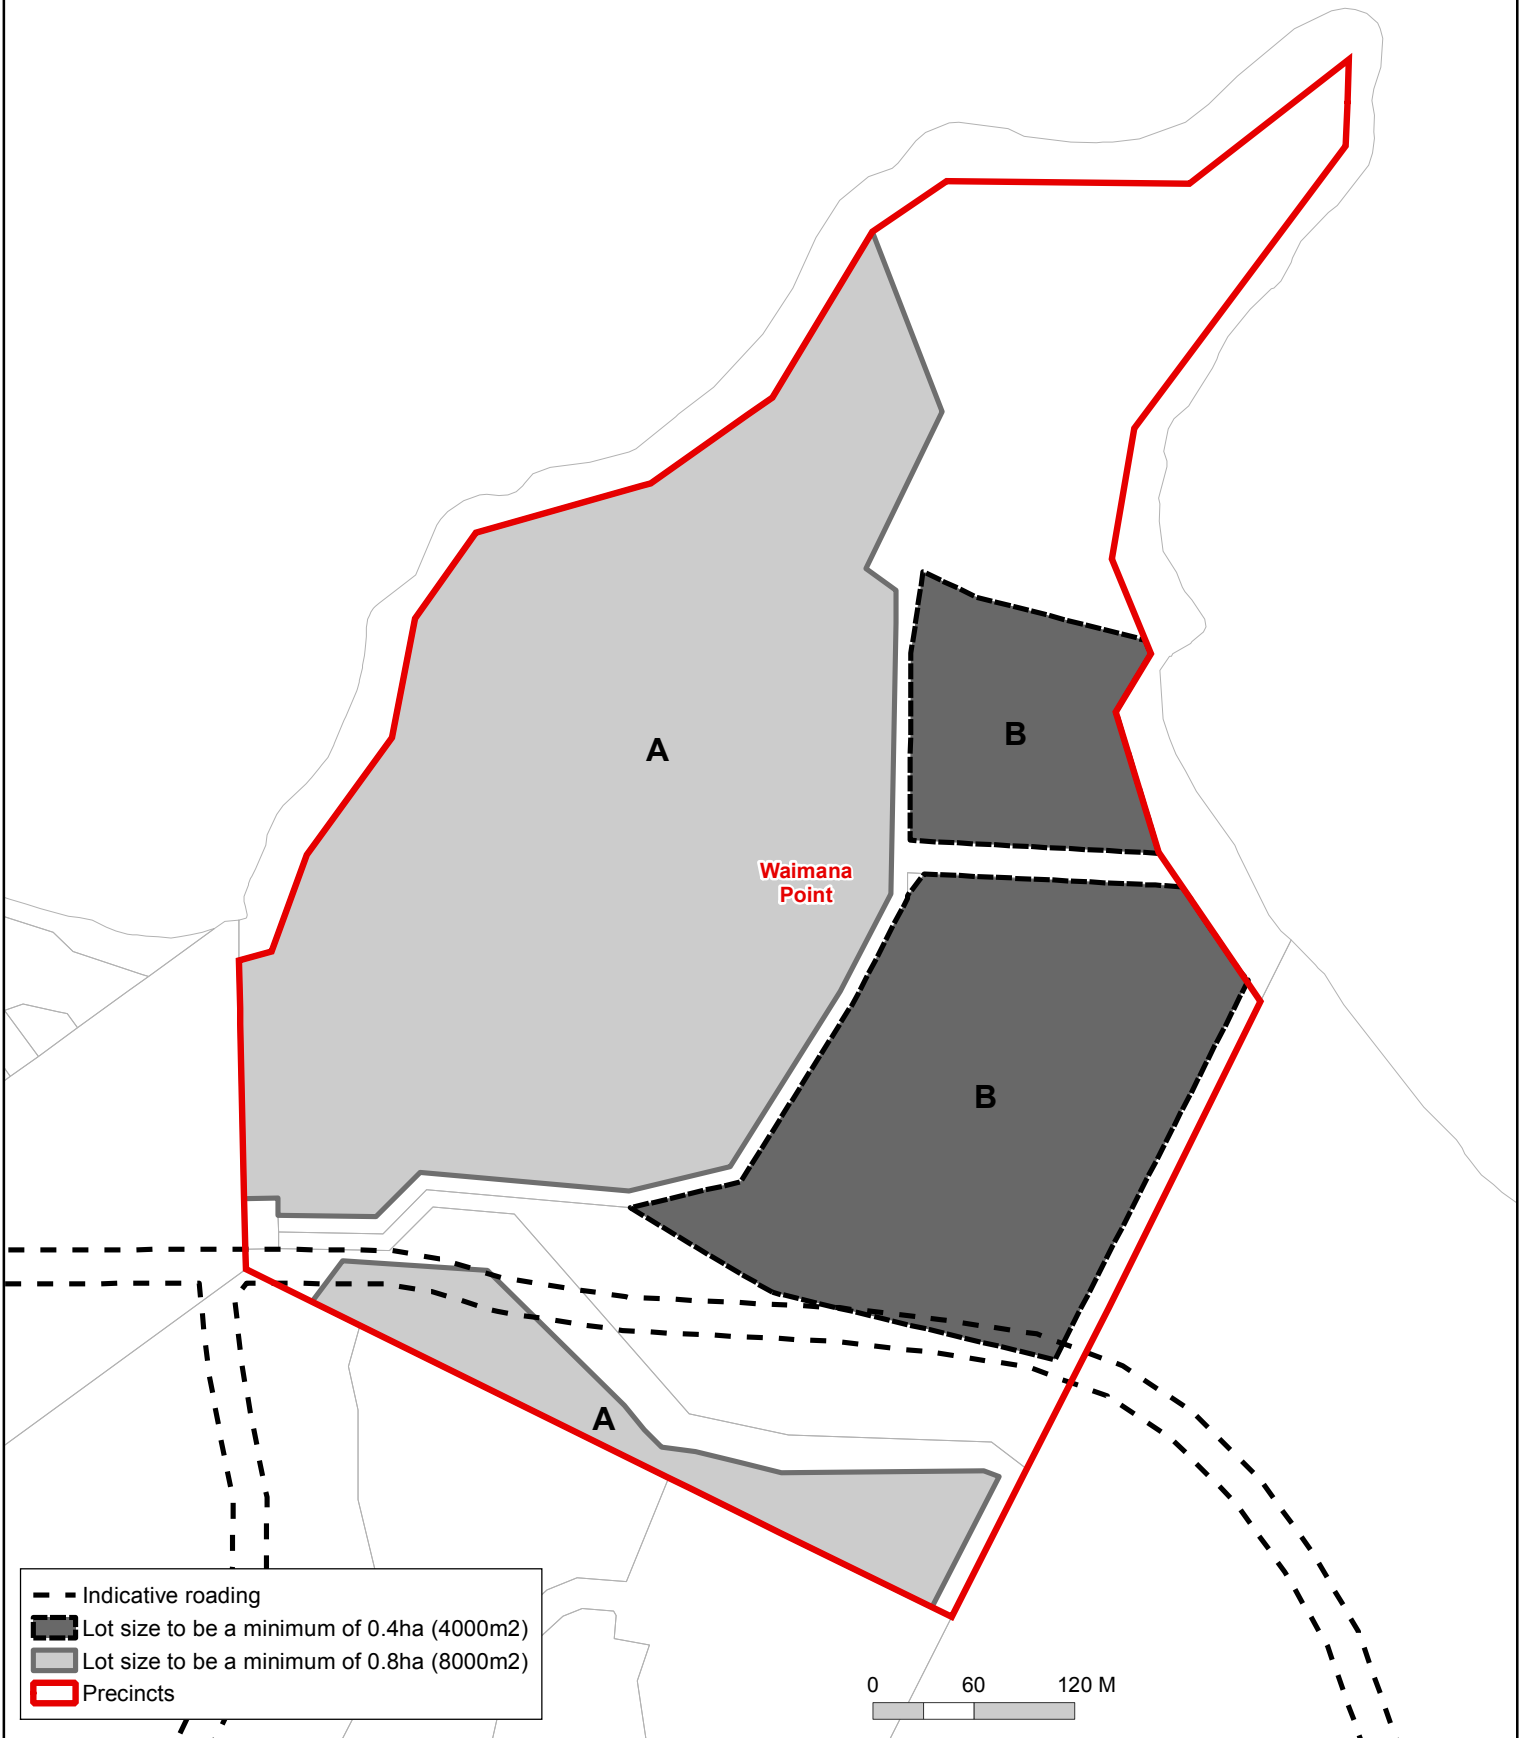 A
B
Waimana
Point
B
A
Indicative roading
Lot size to be a minimum of 0.4ha (4000m2)
Lot size to be a minimum of 0.8ha (8000m2)
Precincts
0 60 120 M